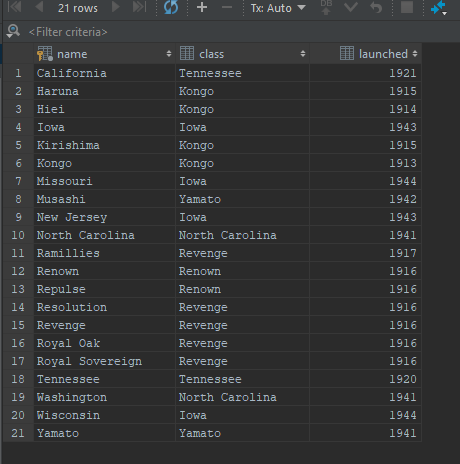 21 rows Tx: Auto DB
<Filter criteria>
name class launched
1 California Tennessee 1921
2 Haruna Kongo 1915
3 Hiei Kongo 1914
4 Iowa Iowa 1943
5 Kirishima Kongo 1915
6 Kongo Kongo 1913
7 Missouri Iowa 1944
8 Musashi Yamato 1942
9 New Jersey Iowa 1943
10 North Carolina North Carolina 1941
11 Ramillies Revenge 1917
12 Renown Renown 1916
13 Repulse Renown 1916
14 Resolution Revenge 1916
15 Revenge Revenge 1916
16 Royal Oak Revenge 1916
17 Royal Sovereign Revenge 1916
18 Tennessee Tennessee 1920
19 Washington North Carolina 1941
20 Wisconsin Iowa 1944
21 Yamato Yamato 1941